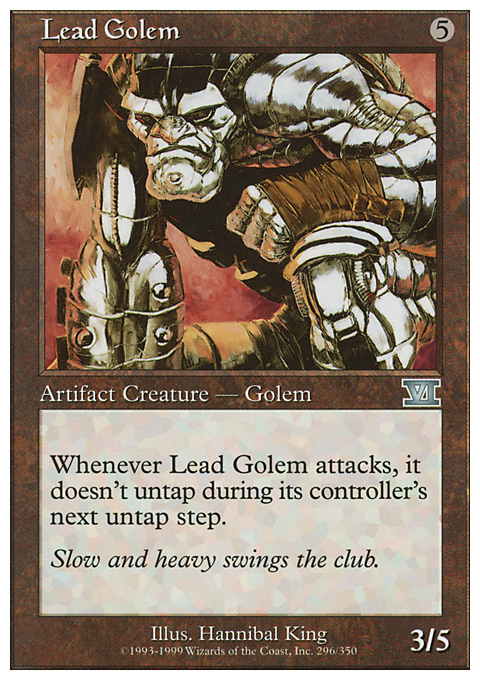 Lead Golem
5
Artifact Creature — Golem
VI
Whenever Lead Golem attacks, it
doesn't untap during its controller's
next untap step.
Slow and heavy swings the club.
Illus. Hannibal King
©1993-1999 Wizards of the Coast, Inc. 296/350
3/5